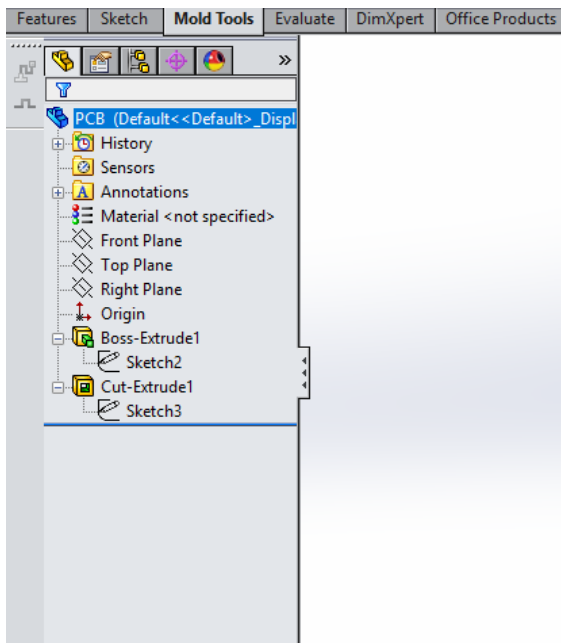 Features Sketch Mold Tools Evaluate DimXpert Office Products
PCB (Default<<Default>_Displ
History
Sensors
A Annotations
Material <not specified>
Front Plane
Top Plane
Right Plane
Origin
Boss-Extrude1
Sketch2
Cut-Extrude1
Sketch3